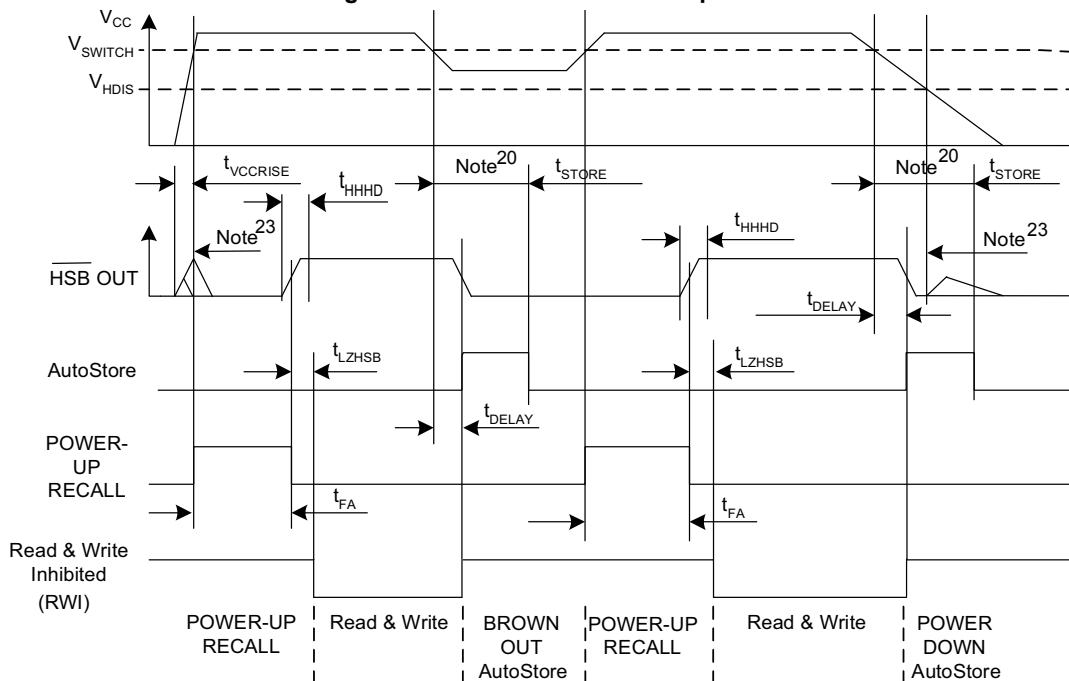 V_CC
V_SWITCH
V_HDIS
t_VCCRISE
Note^20
t_STORE
Note^20
t_STORE
t_HHHD
t_HHHD
Note^23
Note^23
HSB OUT
t_DELAY
t_LZHSB
t_LZHSB
AutoStore
t_DELAY
POWER-
UP
RECALL
t_FA
t_FA
Read & Write
Inhibited
(RWI)
POWER-UP
RECALL
Read & Write
BROWN
OUT
AutoStore
POWER-UP
RECALL
Read & Write
POWER
DOWN
AutoStore